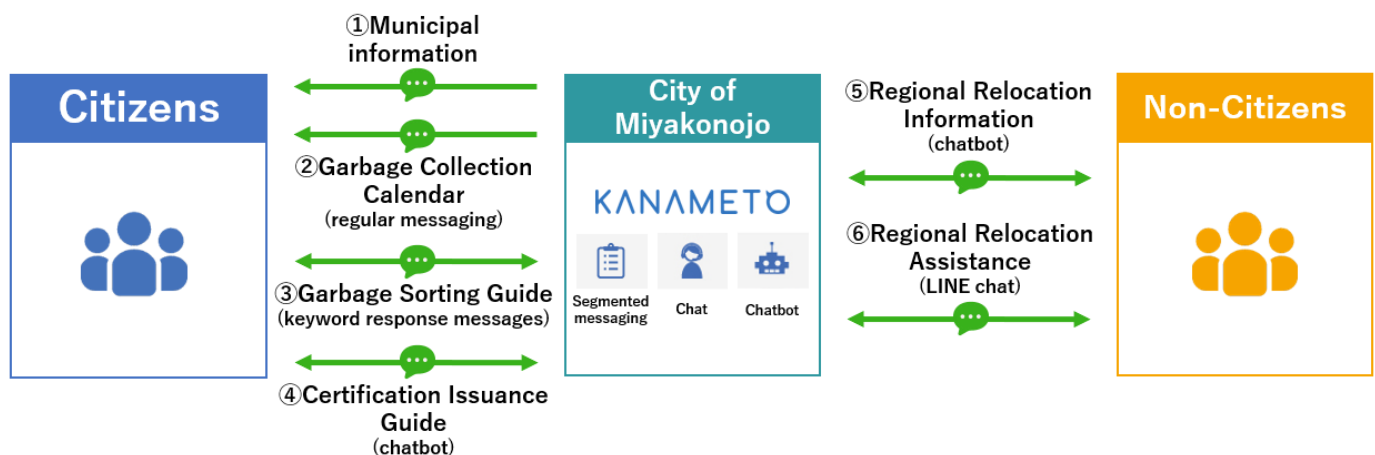 Citizens
①Municipal
information
②Garbage Collection
Calendar
(regular messaging)
③Garbage Sorting Guide
(keyword response messages)
④Certification Issuance
Guide
(chatbot)
City of
Miyakonojo
KANAMETO
Segmented
messaging
Chat
Chatbot
⑤Regional Relocation
Information
(chatbot)
⑥Regional Relocation
Assistance
(LINE chat)
Non-Citizens